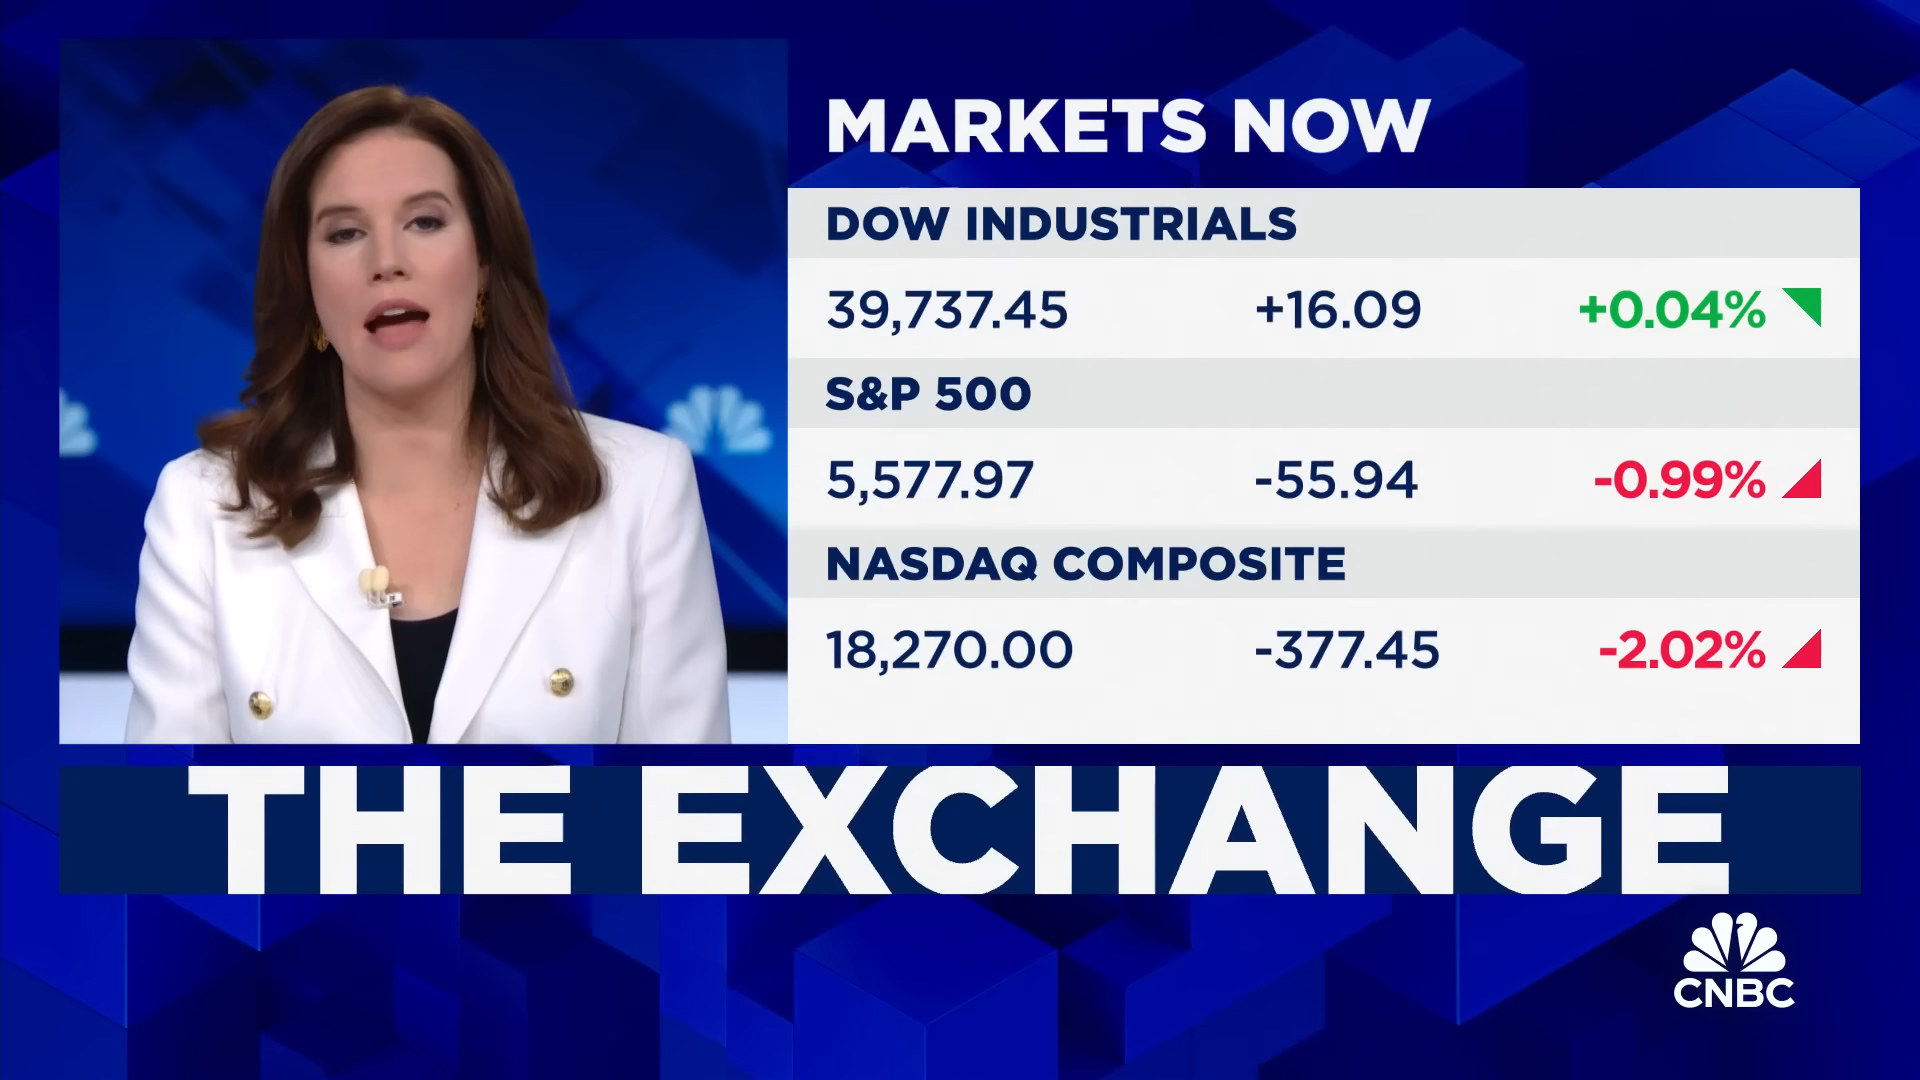 MARKETS NOW
DOW INDUSTRIALS
39,737.45 +16.09 +0.04%
S&P 500
5,577.97 -55.94 -0.99%
NASDAQ COMPOSITE
18,270.00 -377.45 -2.02%
THE EXCHANGE
CNBC